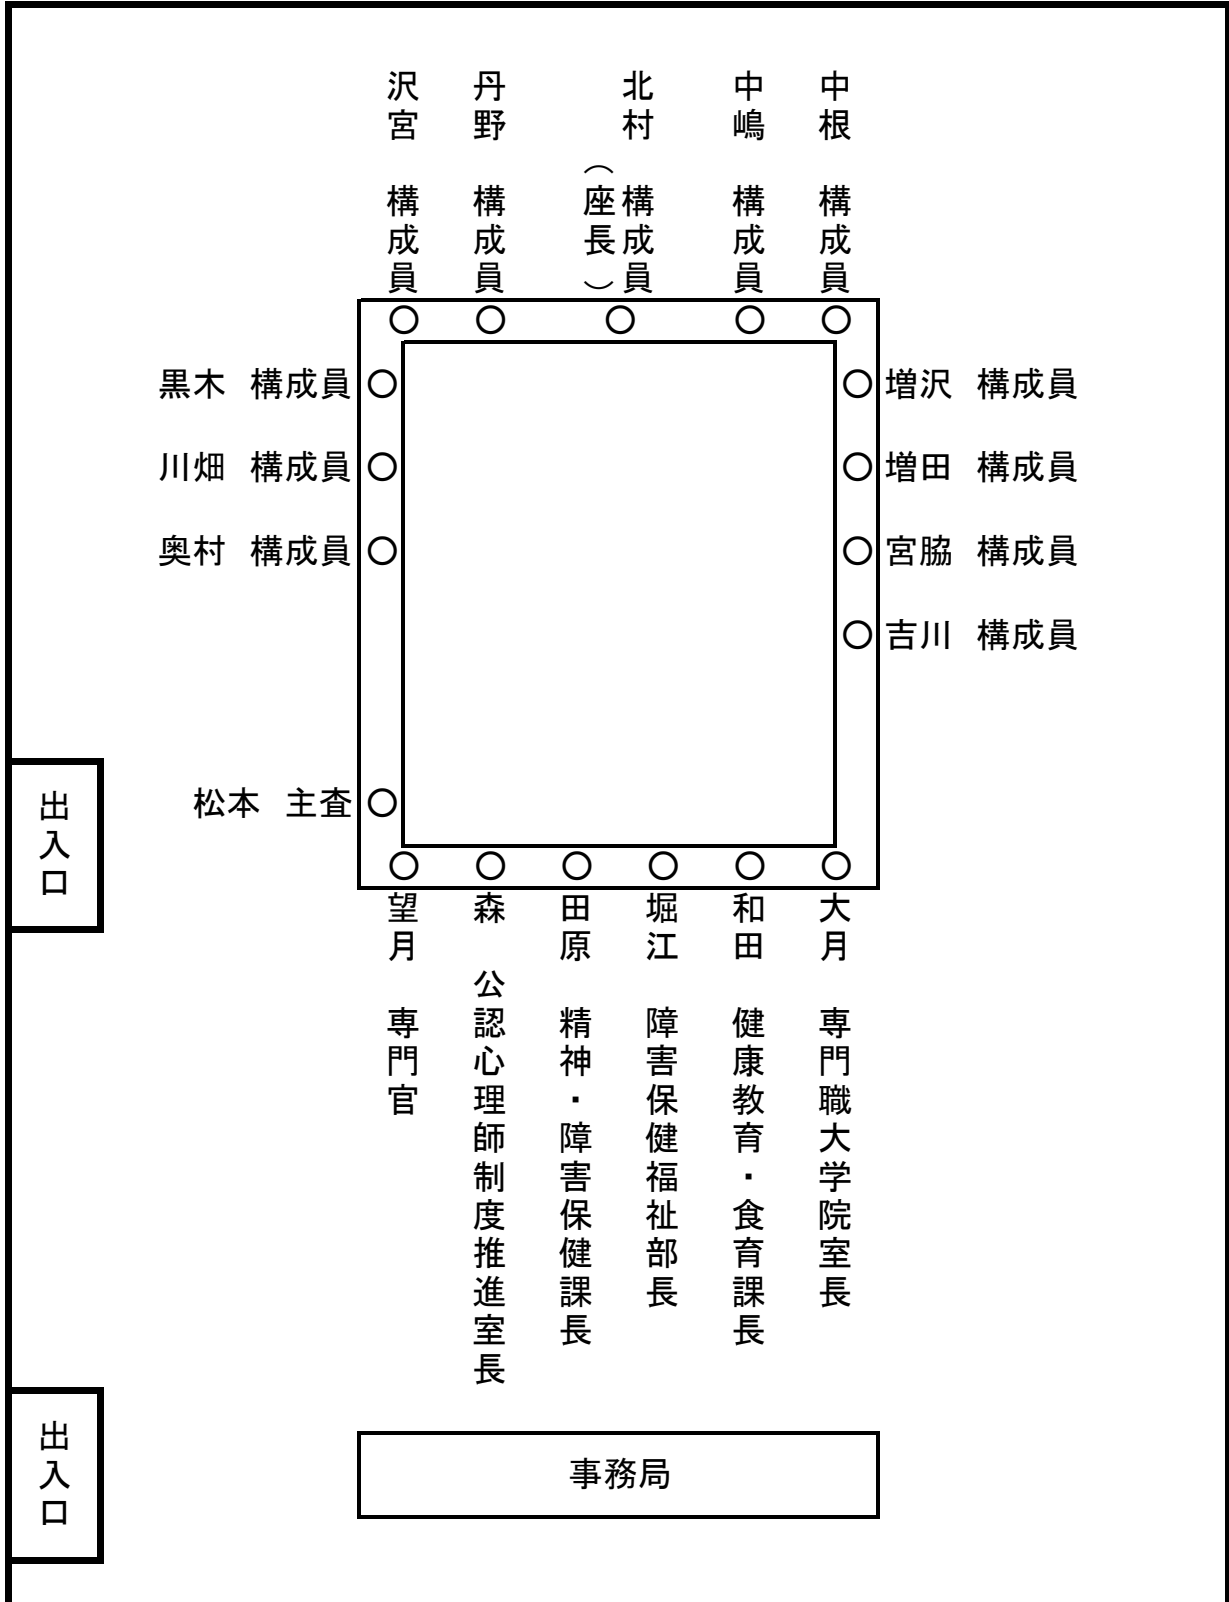 沢宮　構成員
丹野　構成員
北村　構成員
（座長）
中嶋　構成員
中根　構成員
黒木　構成員
川畑　構成員
奥村　構成員
増沢　構成員
増田　構成員
宮脇　構成員
吉川　構成員
松本　主査
出入口
望月　専門官
森　公認心理師制度推進室長
田原　精神・障害保健課長
堀江　障害保健福祉部長
和田　健康教育・食育課長
大月　専門職大学院室長
出入口
事務局